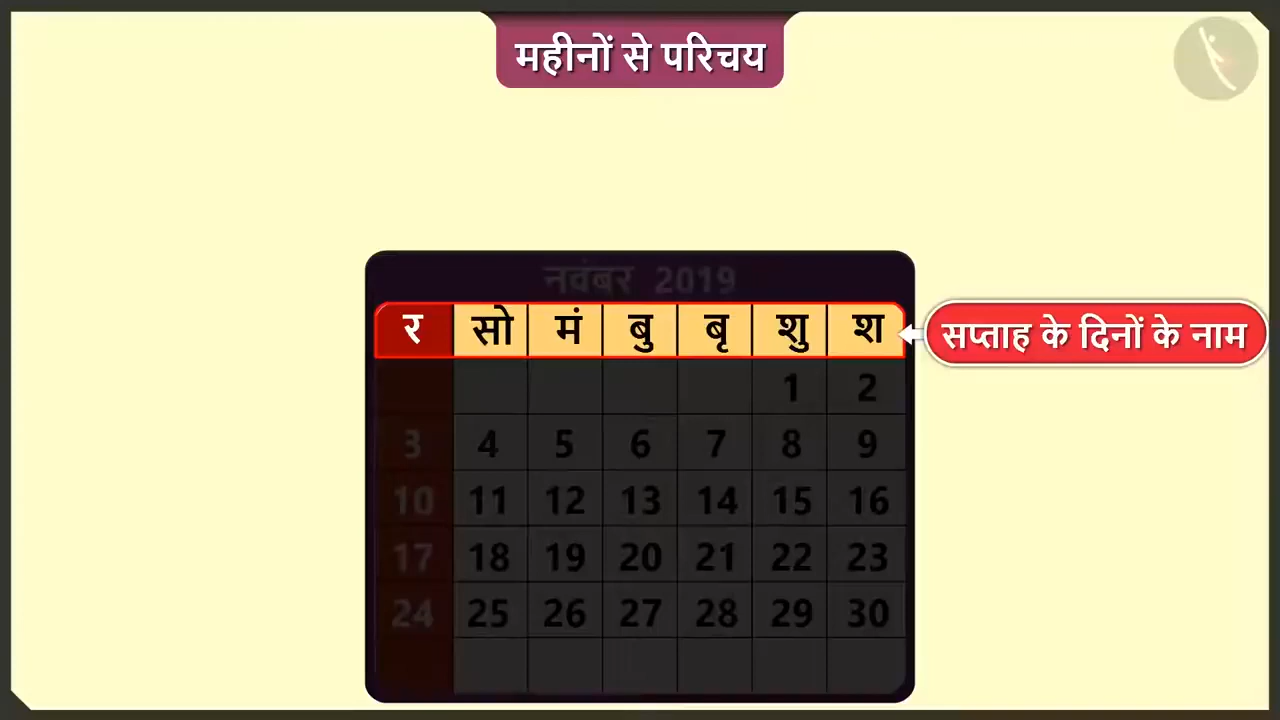 महीनों से परिचय
नवंबर 2019
र सो मं बु बृ शु श
सप्ताह के दिनों के नाम
1 2
3 4 5 6 7 8 9
10 11 12 13 14 15 16
17 18 19 20 21 22 23
24 25 26 27 28 29 30